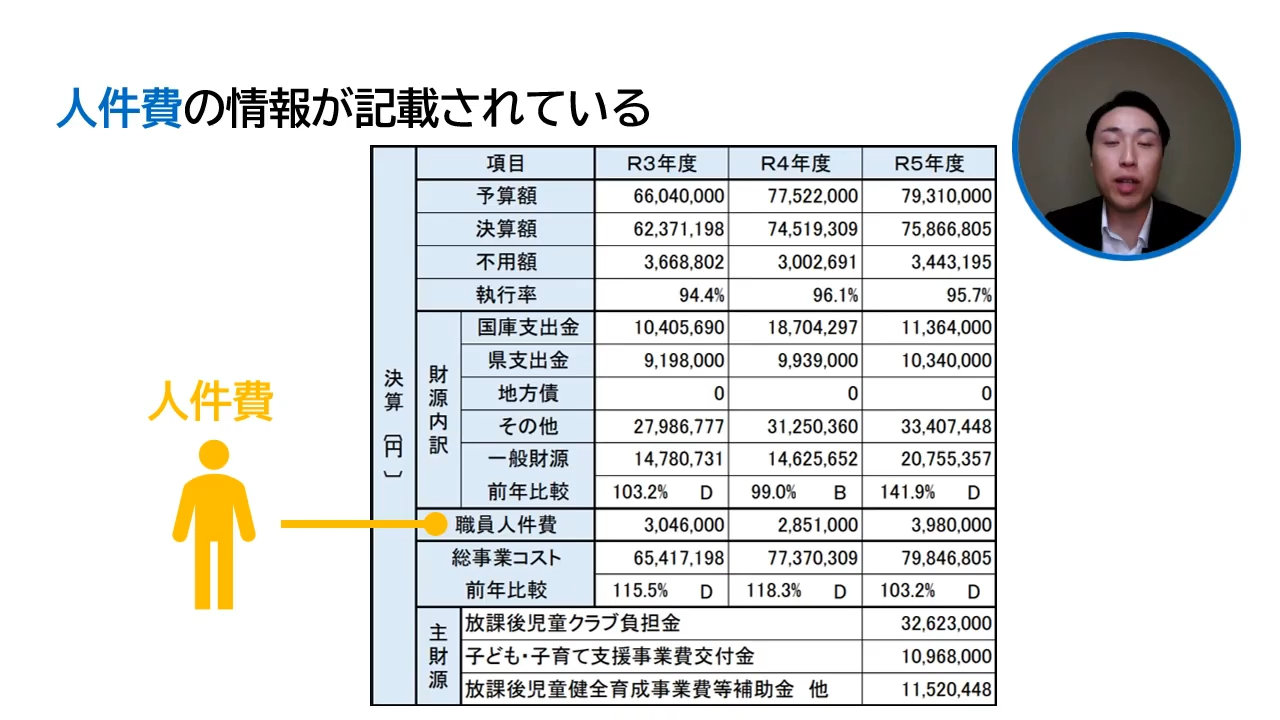 人件費の情報が記載されている
項目 R3年度 R4年度 R5年度
予算額 66,040,000 77,522,000 79,310,000
決算額 62,371,198 74,519,309 75,866,805
不用額 3,668,802 3,002,691 3,443,195
執行率 94.4% 96.1% 95.7%
決算(円)
財源内訳
国庫支出金 10,405,690 18,704,297 11,364,000
県支出金 9,198,000 9,939,000 10,340,000
地方債 0 0 0
その他 27,986,777 31,250,360 33,407,448
一般財源 14,780,731 14,625,652 20,755,357
前年比較 103.2% D 99.0% B 141.9% D
人件費
職員人件費 3,046,000 2,851,000 3,980,000
総事業コスト 65,417,198 77,370,309 79,846,805
前年比較 115.5% D 118.3% D 103.2% D
主財源
放課後児童クラブ負担金 32,623,000
子ども・子育て支援事業費交付金 10,968,000
放課後児童健全育成事業費等補助金 他 11,520,448